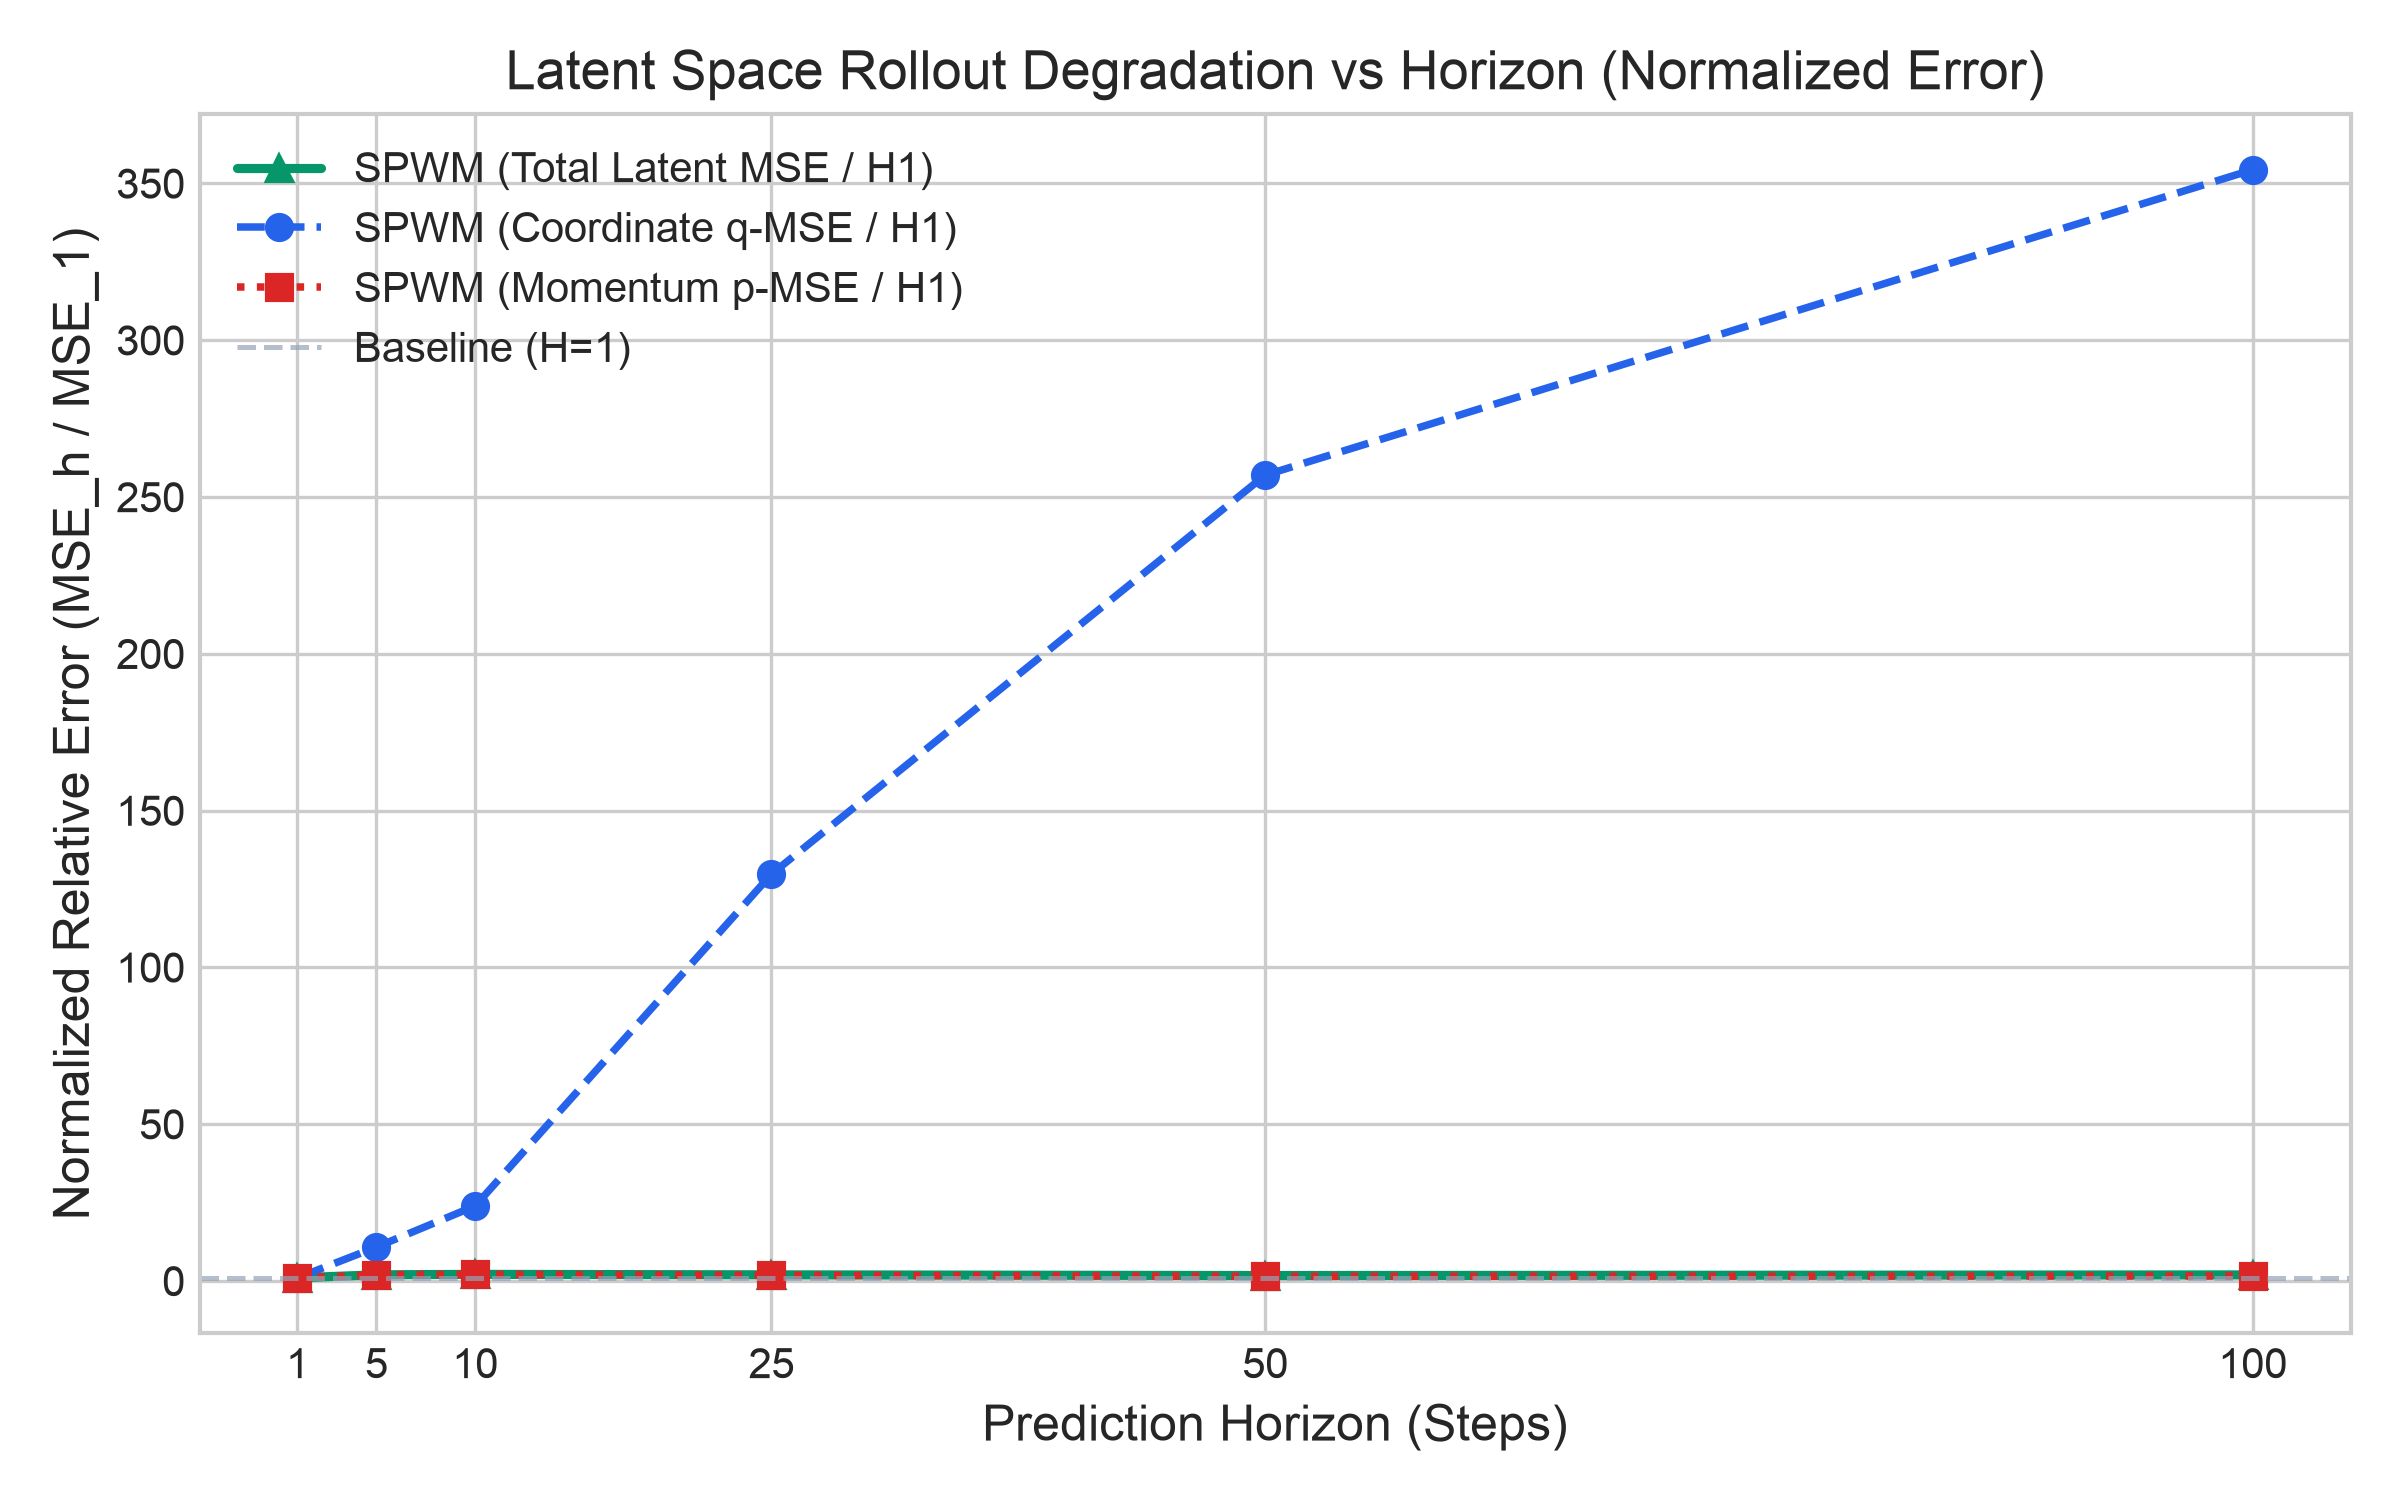 Latent Space Rollout Degradation vs Horizon (Normalized Error)
SPWM (Total Latent MSE / H1)
SPWM (Coordinate q-MSE / H1)
SPWM (Momentum p-MSE / H1)
Baseline (H=1)
Normalized Relative Error (MSE_h / MSE_1)
350
300
250
200
150
100
50
0
1 5 10 25 50 100
Prediction Horizon (Steps)